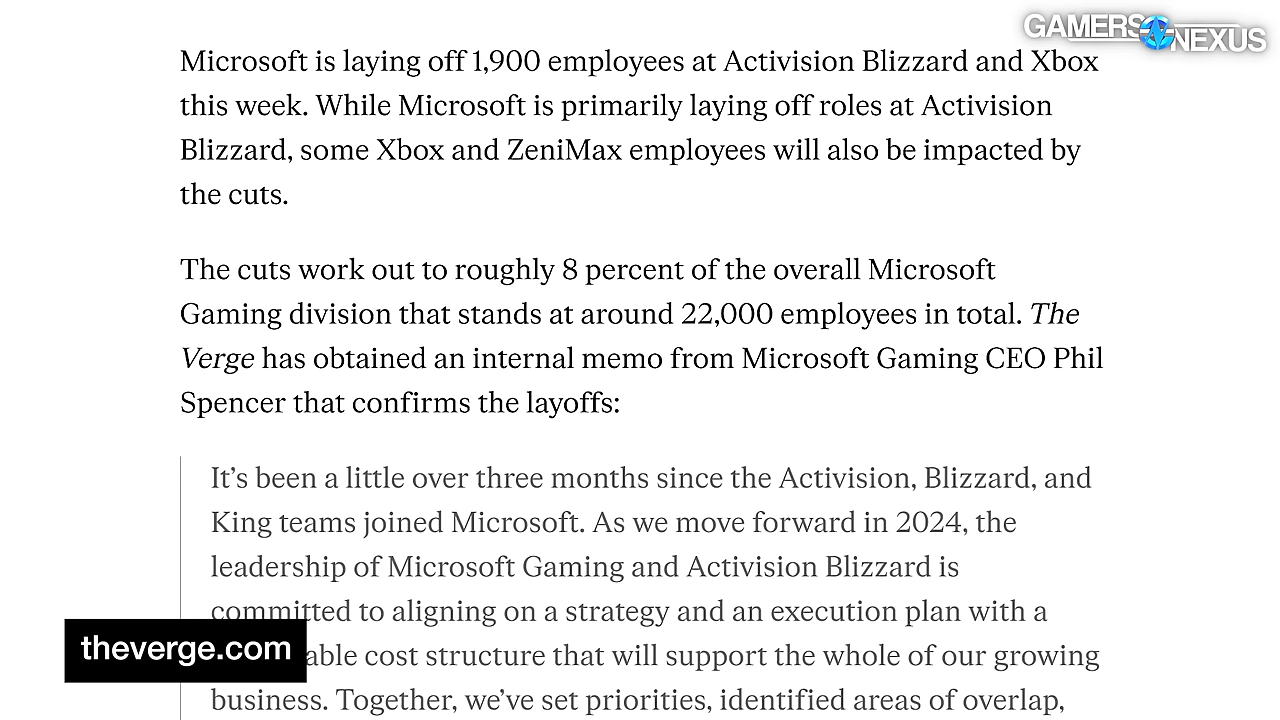 GAMERS NEXUS
Microsoft is laying off 1,900 employees at Activision Blizzard and Xbox
this week. While Microsoft is primarily laying off roles at Activision
Blizzard, some Xbox and ZeniMax employees will also be impacted by
the cuts.
The cuts work out to roughly 8 percent of the overall Microsoft
Gaming division that stands at around 22,000 employees in total. The
Verge has obtained an internal memo from Microsoft Gaming CEO Phil
Spencer that confirms the layoffs:
It’s been a little over three months since the Activision, Blizzard, and
King teams joined Microsoft. As we move forward in 2024, the
leadership of Microsoft Gaming and Activision Blizzard is
committed to aligning on a strategy and an execution plan with a
cost structure that will support the whole of our growing
business. Together, we’ve set priorities, identified areas of overlap,
theverge.com